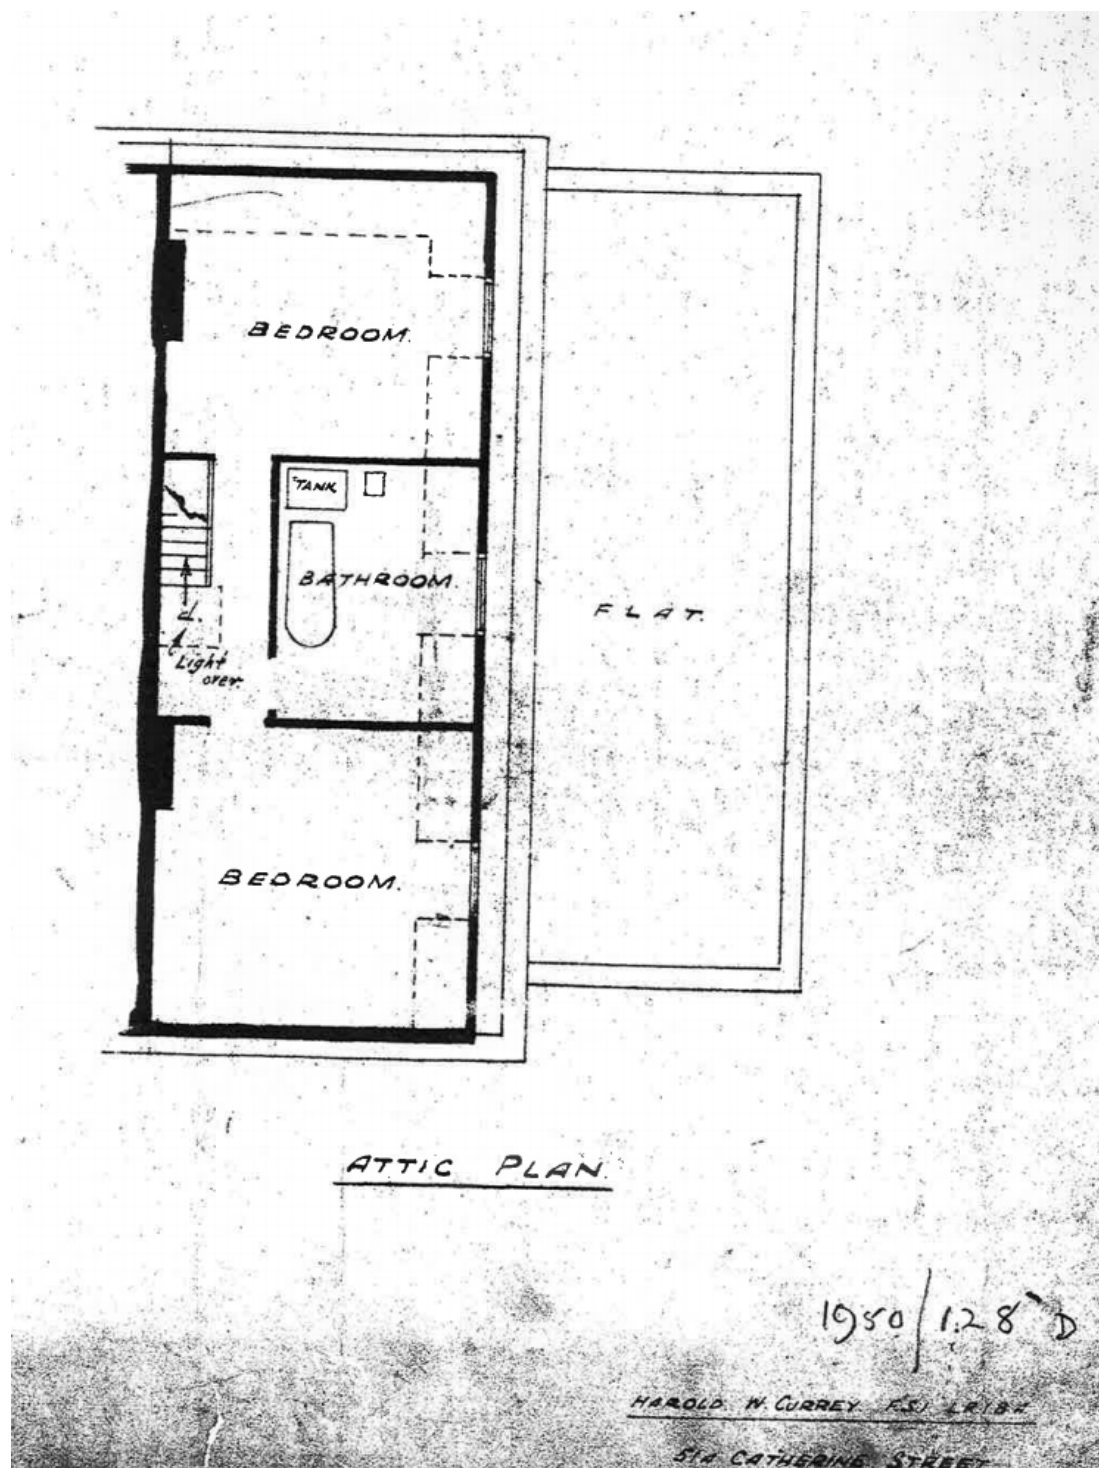 BEDROOM.
TANK
BATHROOM.
FLAT.
d.
Light
over.
BEDROOM.
ATTIC PLAN.
1950/128 D
HAROLD W. CURREY F.S.I. L.R.I.B.A
51A CATHERINE STREET